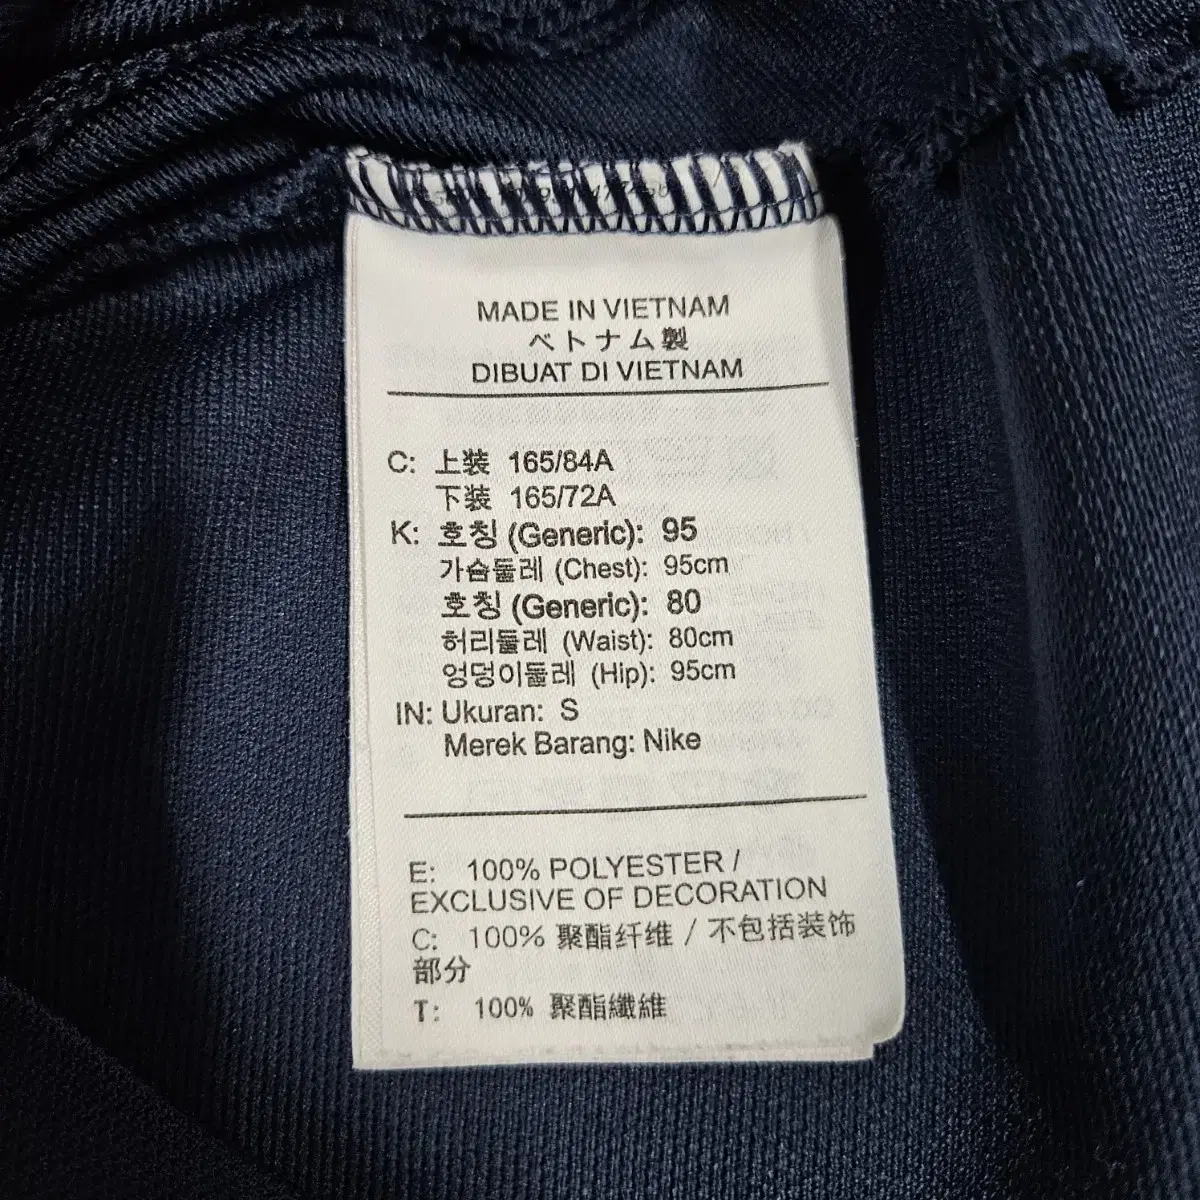 MADE IN VIETNAM
ベトナム製
DIBUAT DI VIETNAM
C: 上装 165/84A
下装 165/72A
K: 호칭 (Generic): 95
가슴둘레 (Chest): 95cm
호칭 (Generic): 80
허리둘레 (Waist): 80cm
엉덩이둘레 (Hip): 95cm
IN: Ukuran: S
Merek Barang: Nike
E: 100% POLYESTER /
EXCLUSIVE OF DECORATION
C: 100% 聚酯纤维 / 不包括装饰
部分
T: 100% 聚酯纖維